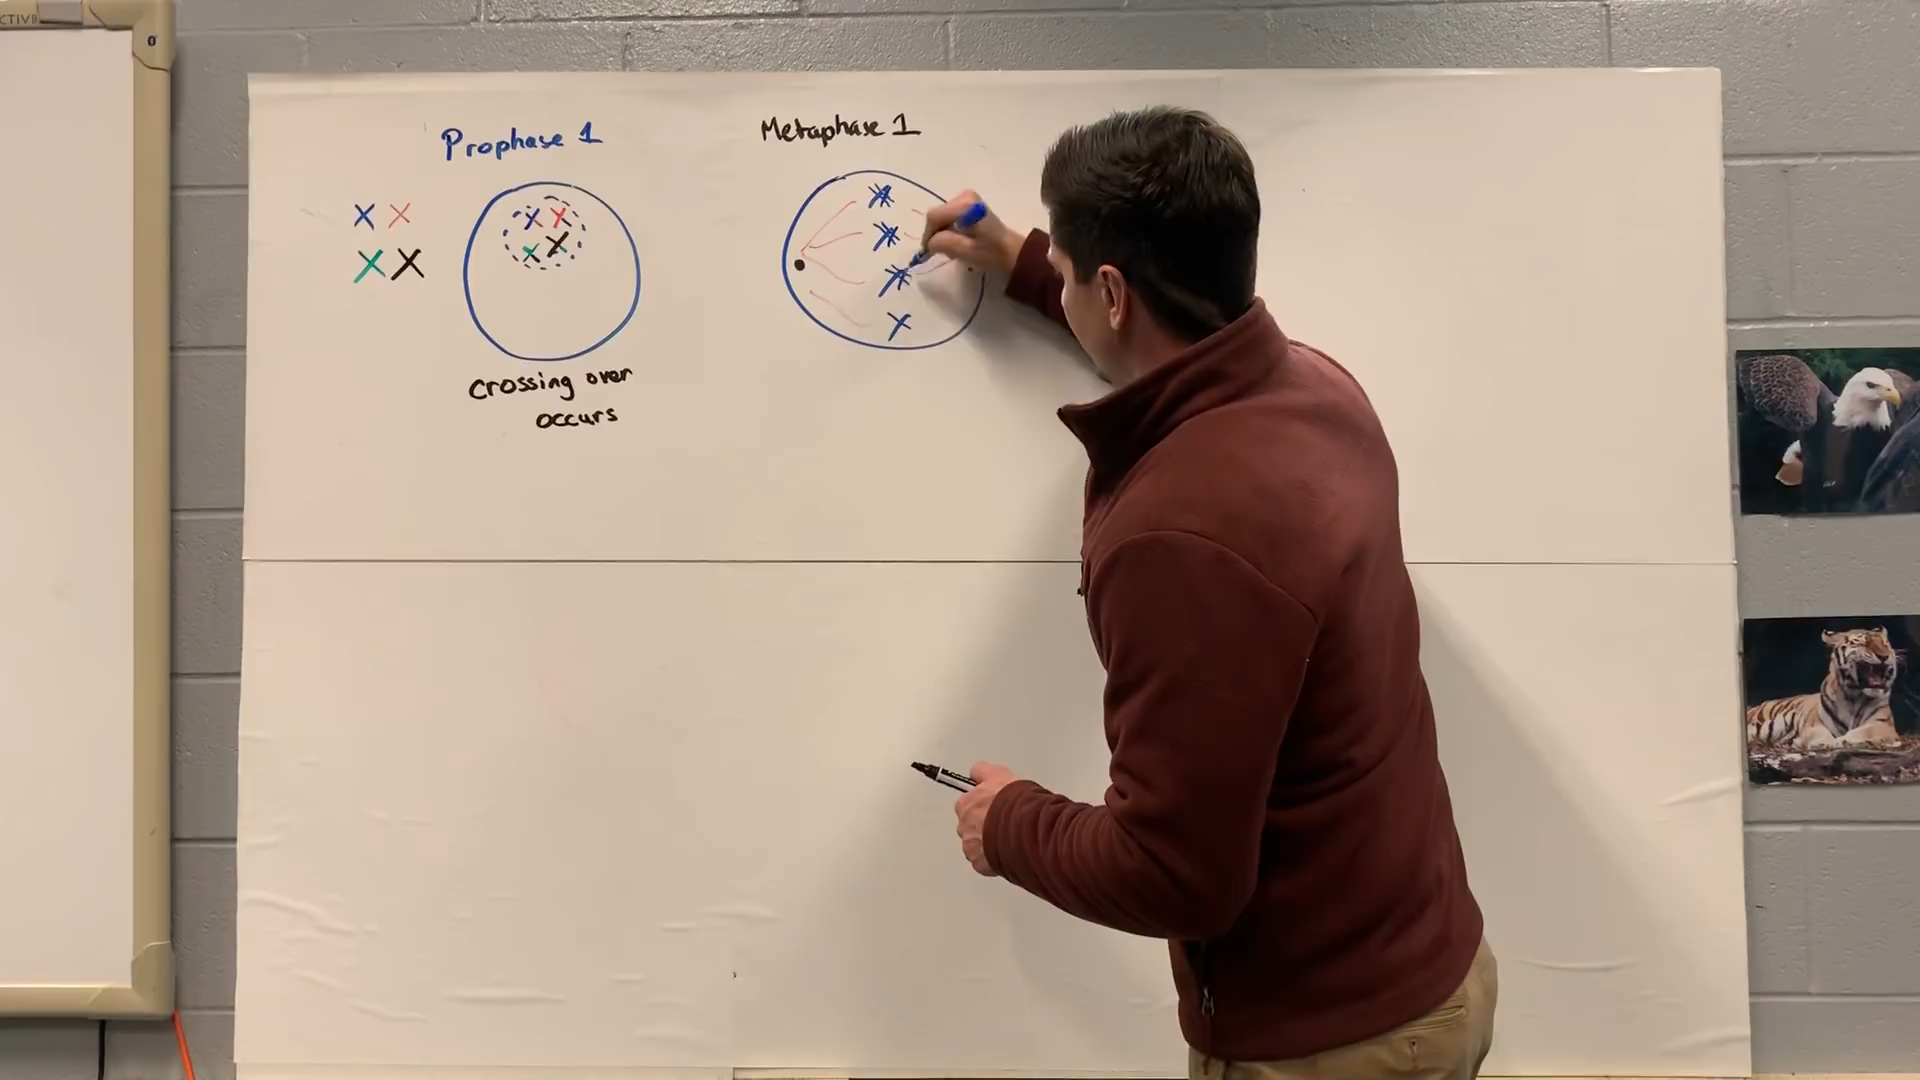 Prophase 1
Metaphase 1
Crossing over
occurs